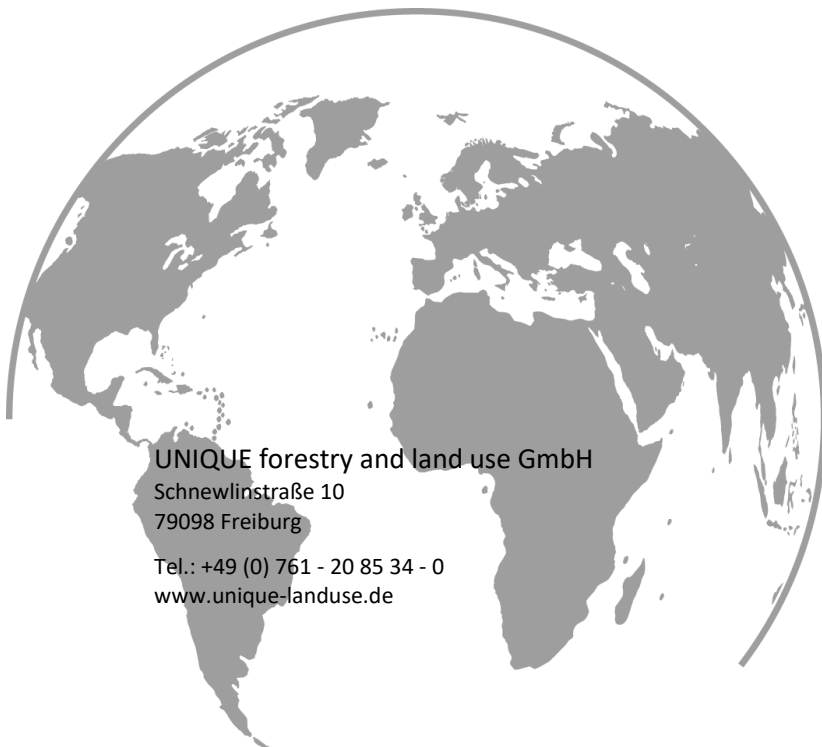 UNIQUE forestry and land use GmbH
Schnewlinstraße 10
79098 Freiburg
Tel.: +49 (0) 761 - 20 85 34 - 0
www.unique-landuse.de